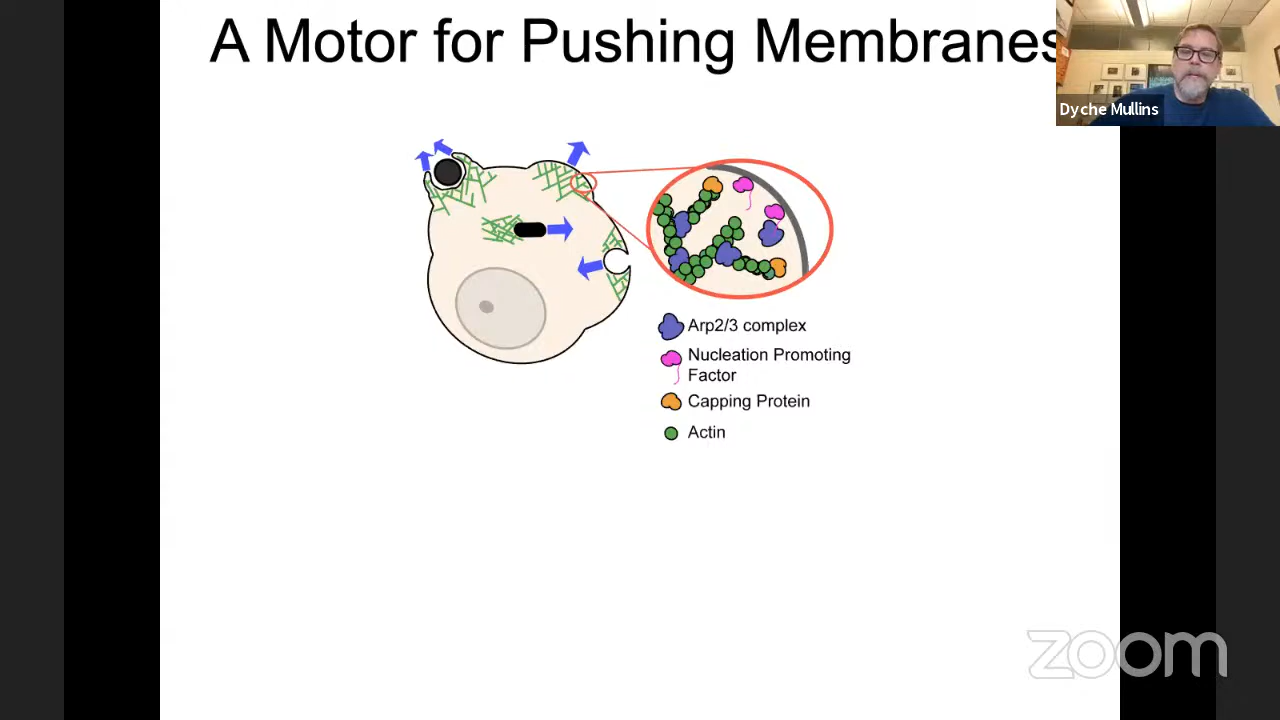 A Motor for Pushing Membranes
Dyche Mullins
Arp2/3 complex
Nucleation Promoting
Factor
Capping Protein
Actin
zoom